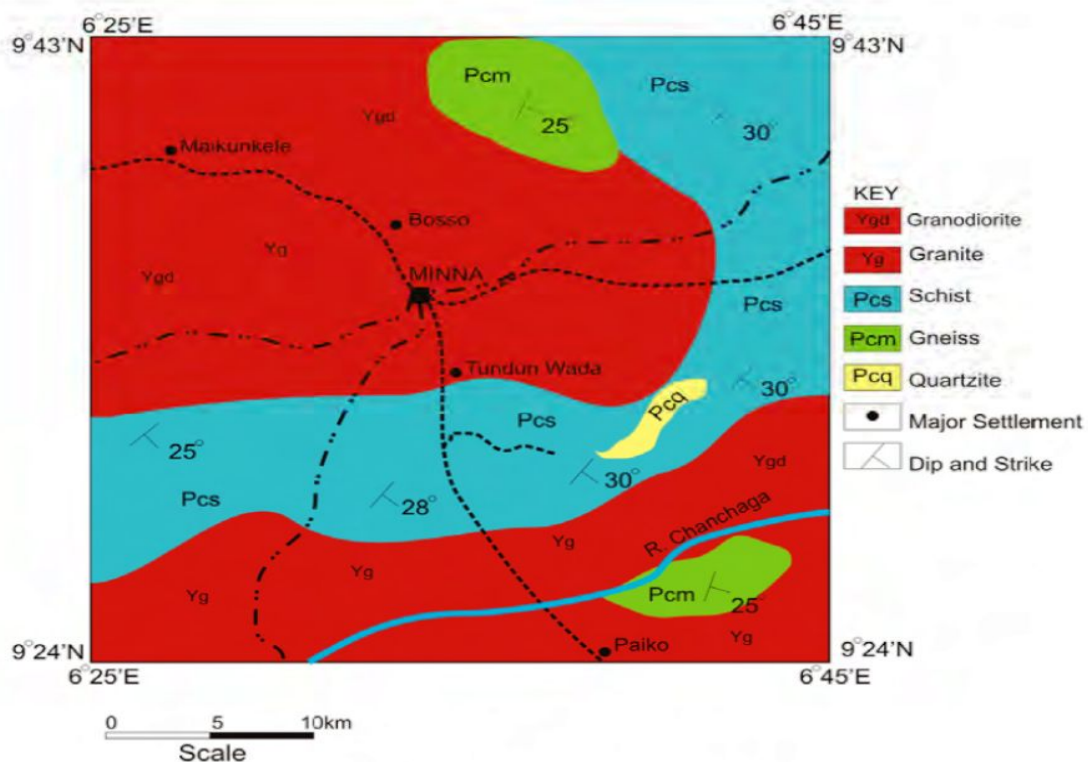 6°25'E
6°45'E
9°43'N
9°43'N
Pcm
Pcs
25°
Ygd
30°
Maikunkele
Bosso
Yg
Ygd
MINNA
Pcs
Tundun Wada
30°
Pcq
Pcs
25°
30°
Ygd
Pcs
28°
R. Chanchaga
Yg
Yg
Yg
Pcm
25°
Yg
Paiko
9°24'N
9°24'N
6°25'E
6°45'E
KEY
Ygd Granodiorite
Yg Granite
Pcs Schist
Pcm Gneiss
Pcq Quartzite
Major Settlement
Dip and Strike
0 5 10km
Scale